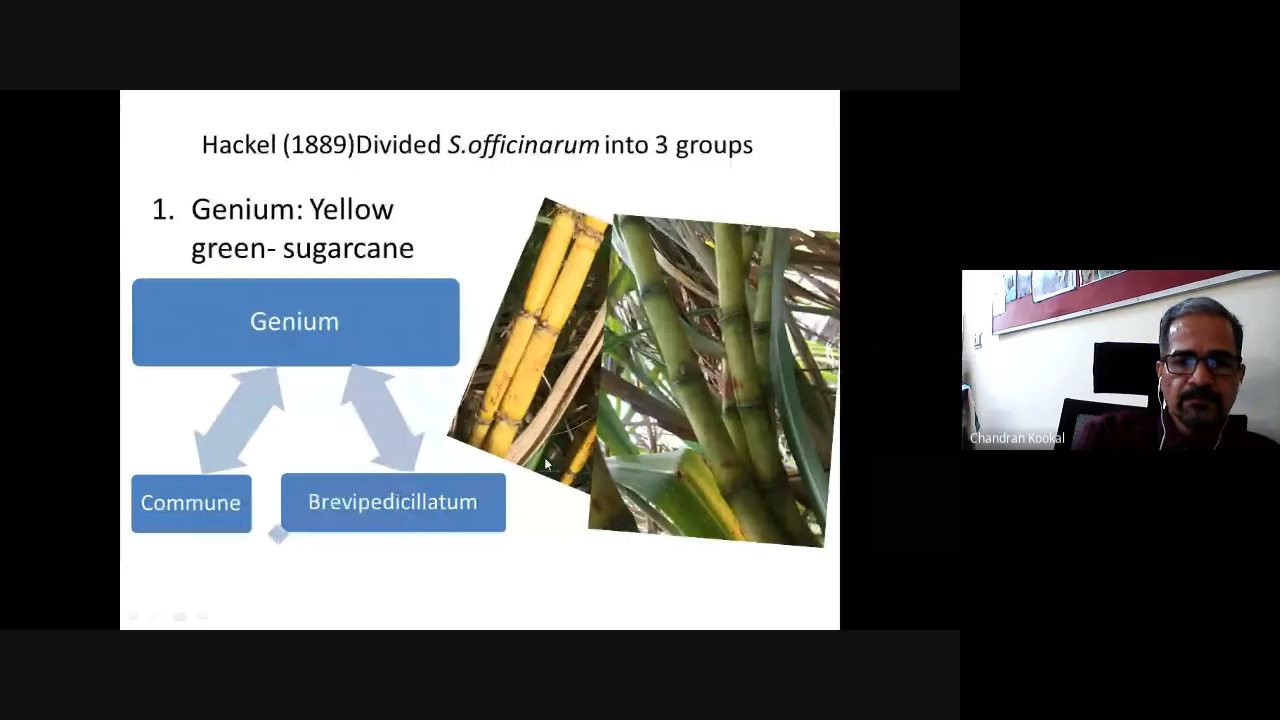 Hackel (1889)Divided S.officinarum into 3 groups
1. Genium: Yellow
green- sugarcane
Genium
Commune
Brevipedicillatum
Chandran Kookal